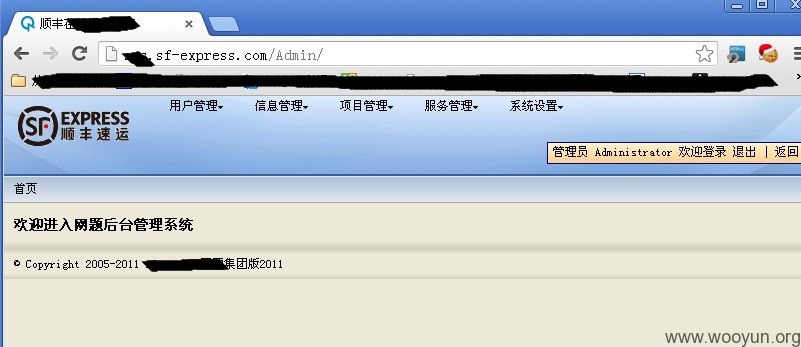 顺丰在
.sf-express.com/Admin/
SF EXPRESS
顺丰速运
用户管理 信息管理 项目管理 服务管理 系统设置
管理员 Administrator 欢迎登录 退出 | 返回
首页
欢迎进入网题后台管理系统
© Copyright 2005-2011 集团版2011
www.wooyun.org